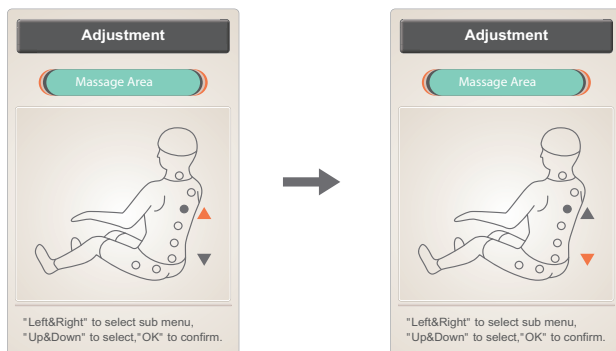 Adjustment
Massage Area
"Left&Right" to select sub menu,
"Up&Down" to select,"OK" to confirm.
Adjustment
Massage Area
"Left&Right" to select sub menu,
"Up&Down" to select,"OK" to confirm.